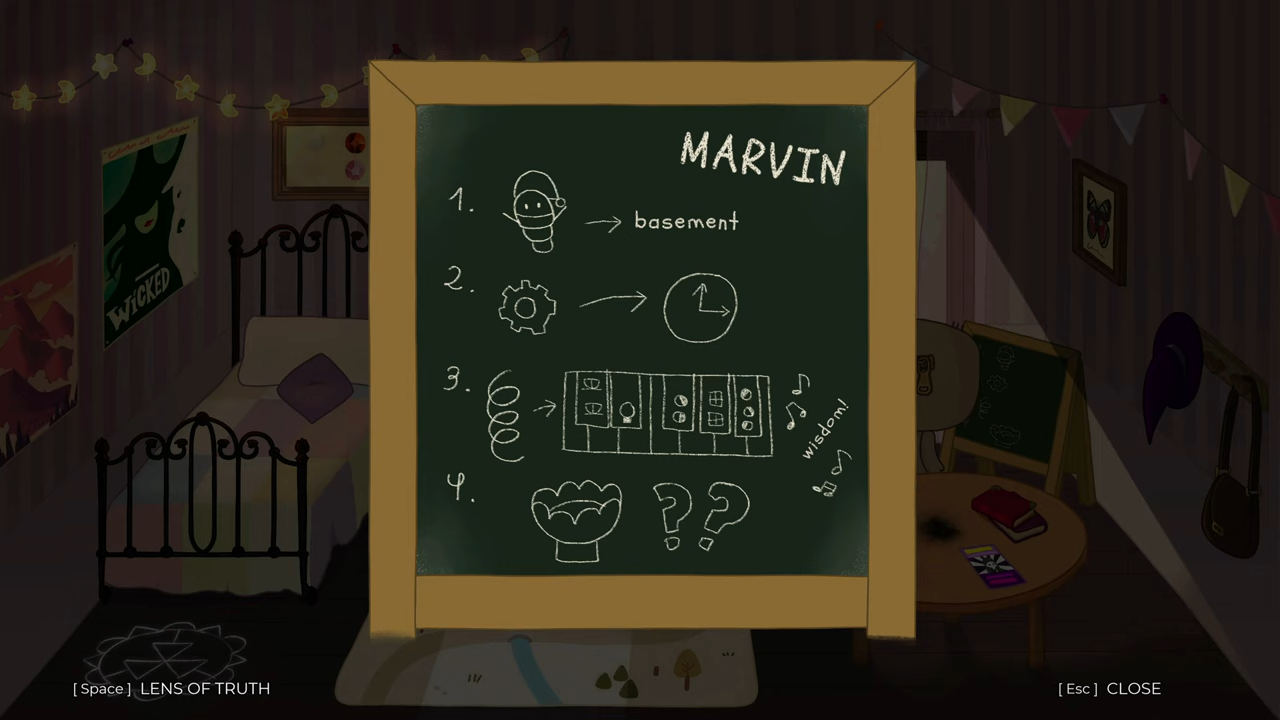 MARVIN
1.
basement
2.
3.
wisdom!
4.
??
WICKED
[ Space ] LENS OF TRUTH
[ Esc ] CLOSE